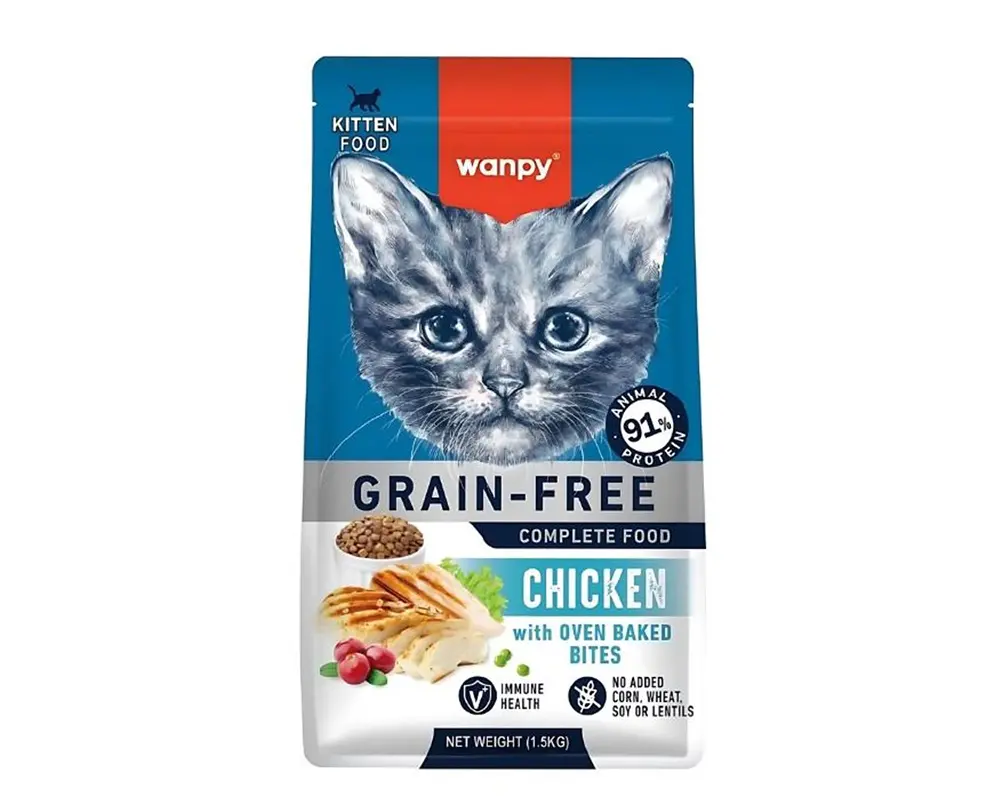 KITTEN
FOOD
wanpy®
ANIMAL
91%
PROTEIN
GRAIN-FREE
COMPLETE FOOD
CHICKEN
with OVEN BAKED
BITES
V+
IMMUNE
HEALTH
NO ADDED
CORN, WHEAT,
SOY OR LENTILS
NET WEIGHT (1.5KG)